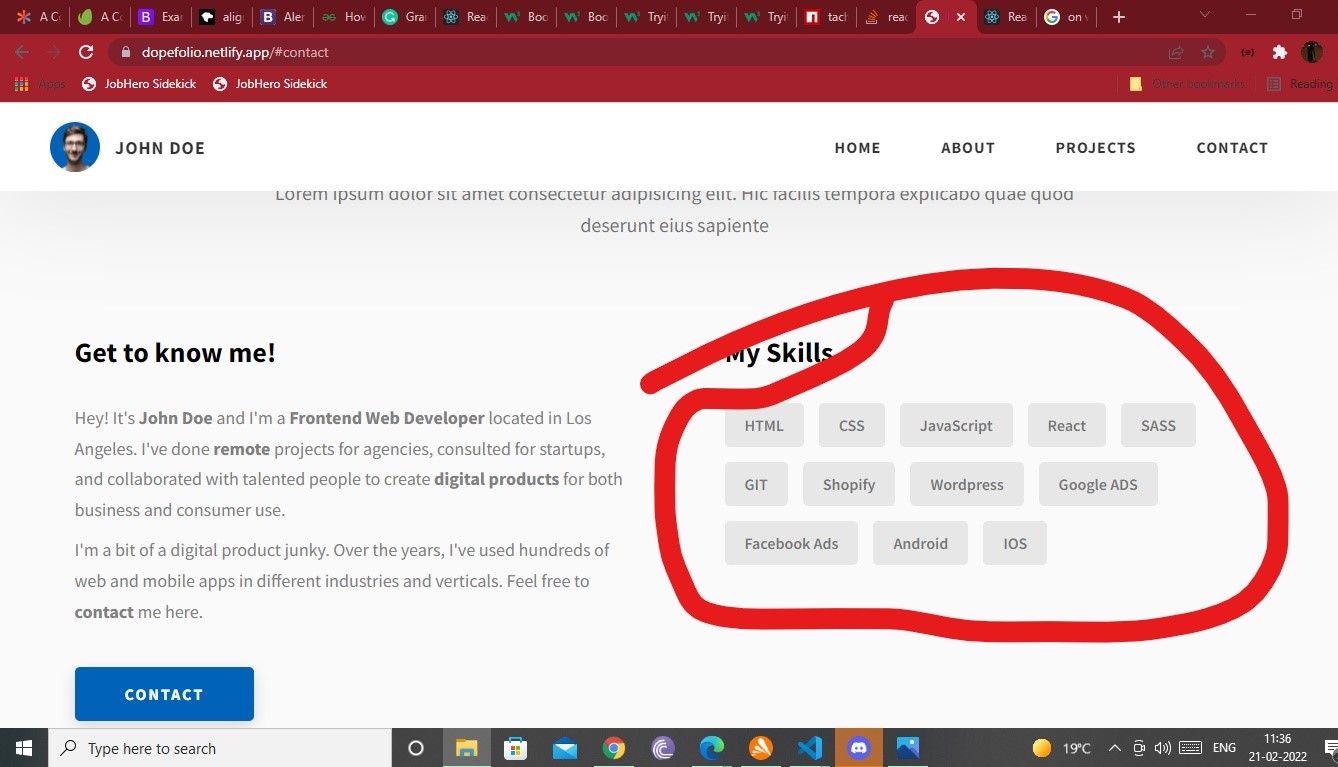 A Co
A Co
Exar
alig
Aler
How
Gra
Rea
Boo
Boo
Tryi
Tryi
Tryi
tach
reac
Rea
on v
dopefolio.netlify.app/#contact
Apps
JobHero Sidekick
JobHero Sidekick
Other bookmarks
Reading
JOHN DOE
HOME
ABOUT
PROJECTS
CONTACT
Lorem ipsum dolor sit amet consectetur adipisicing elit. Hic facilis tempora explicabo quae quod
deserunt eius sapiente
Get to know me!
Hey! It's John Doe and I'm a Frontend Web Developer located in Los
Angeles. I've done remote projects for agencies, consulted for startups,
and collaborated with talented people to create digital products for both
business and consumer use.
I'm a bit of a digital product junky. Over the years, I've used hundreds of
web and mobile apps in different industries and verticals. Feel free to
contact me here.
CONTACT
My Skills
HTML
CSS
JavaScript
React
SASS
GIT
Shopify
Wordpress
Google ADS
Facebook Ads
Android
IOS
Type here to search
19°C
ENG
11:36
21-02-2022